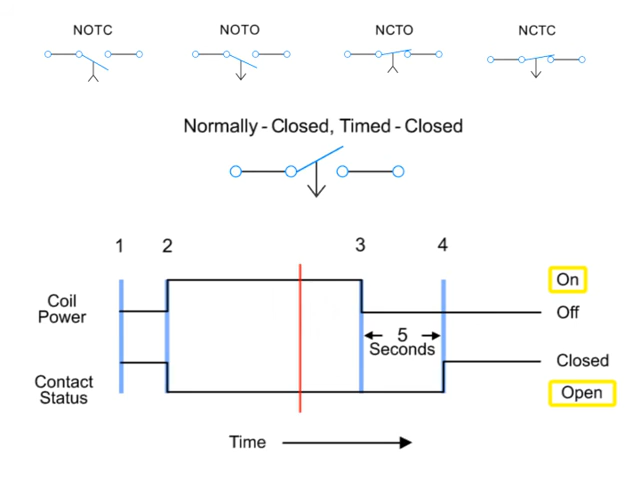 NOTC NOTO NCTO NCTC
Normally - Closed, Timed - Closed
1 2 3 4
On
Coil
Power
Off
5
Seconds
Closed
Contact
Status
Open
Time